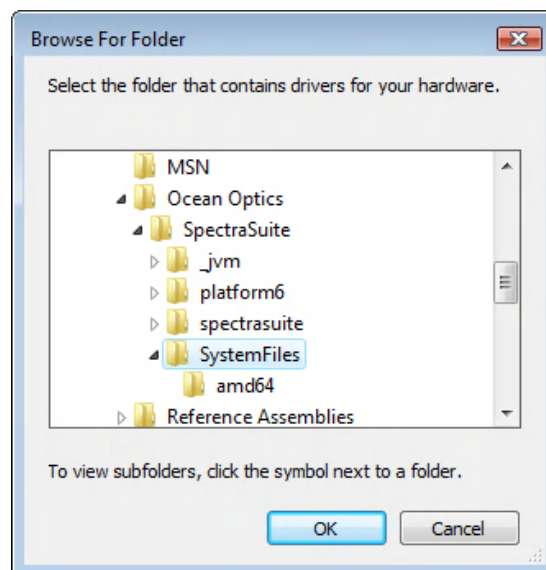 Browse For Folder
Select the folder that contains drivers for your hardware.
MSN
Ocean Optics
SpectraSuite
_jvm
platform6
spectrasuite
SystemFiles
amd64
Reference Assemblies
To view subfolders, click the symbol next to a folder.
OK
Cancel